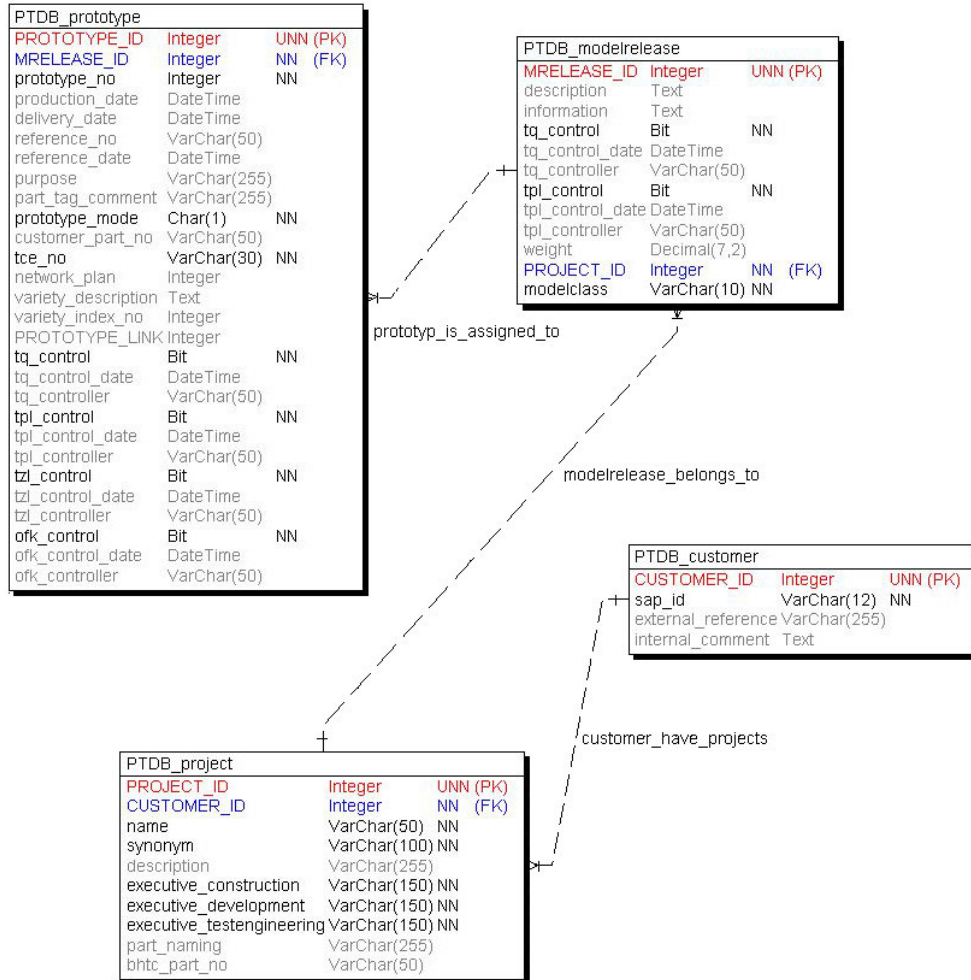 PTDB_prototype
PROTOTYPE_ID Integer UNN (PK)
MRELEASE_ID Integer NN (FK)
prototype_no Integer NN
production_date DateTime
delivery_date DateTime
reference_no VarChar(50)
reference_date DateTime
purpose VarChar(255)
part_tag_comment VarChar(255)
prototype_mode Char(1) NN
customer_part_no VarChar(50)
tce_no VarChar(30) NN
network_plan Integer
variety_description Text
variety_index_no Integer
PROTOTYPE_LINK Integer
tq_control Bit NN
tq_control_date DateTime
tq_controller VarChar(50)
tpl_control Bit NN
tpl_control_date DateTime
tpl_controller VarChar(50)
tzl_control Bit NN
tzl_control_date DateTime
tzl_controller VarChar(50)
ofk_control Bit NN
ofk_control_date DateTime
ofk_controller VarChar(50)
PTDB_modelrelease
MRELEASE_ID Integer UNN (PK)
description Text
information Text
tq_control Bit NN
tq_control_date DateTime
tq_controller VarChar(50)
tpl_control Bit NN
tpl_control_date DateTime
tpl_controller VarChar(50)
weight Decimal(7,2)
PROJECT_ID Integer NN (FK)
modelclass VarChar(10) NN
prototyp_is_assigned_to
modelrelease_belongs_to
PTDB_customer
CUSTOMER_ID Integer UNN (PK)
sap_id VarChar(12) NN
external_reference VarChar(255)
internal_comment Text
customer_have_projects
PTDB_project
PROJECT_ID Integer UNN (PK)
CUSTOMER_ID Integer NN (FK)
name VarChar(50) NN
synonym VarChar(100) NN
description VarChar(255)
executive_construction VarChar(150) NN
executive_development VarChar(150) NN
executive_testengineering VarChar(150) NN
part_naming VarChar(255)
bhtc_part_no VarChar(50)